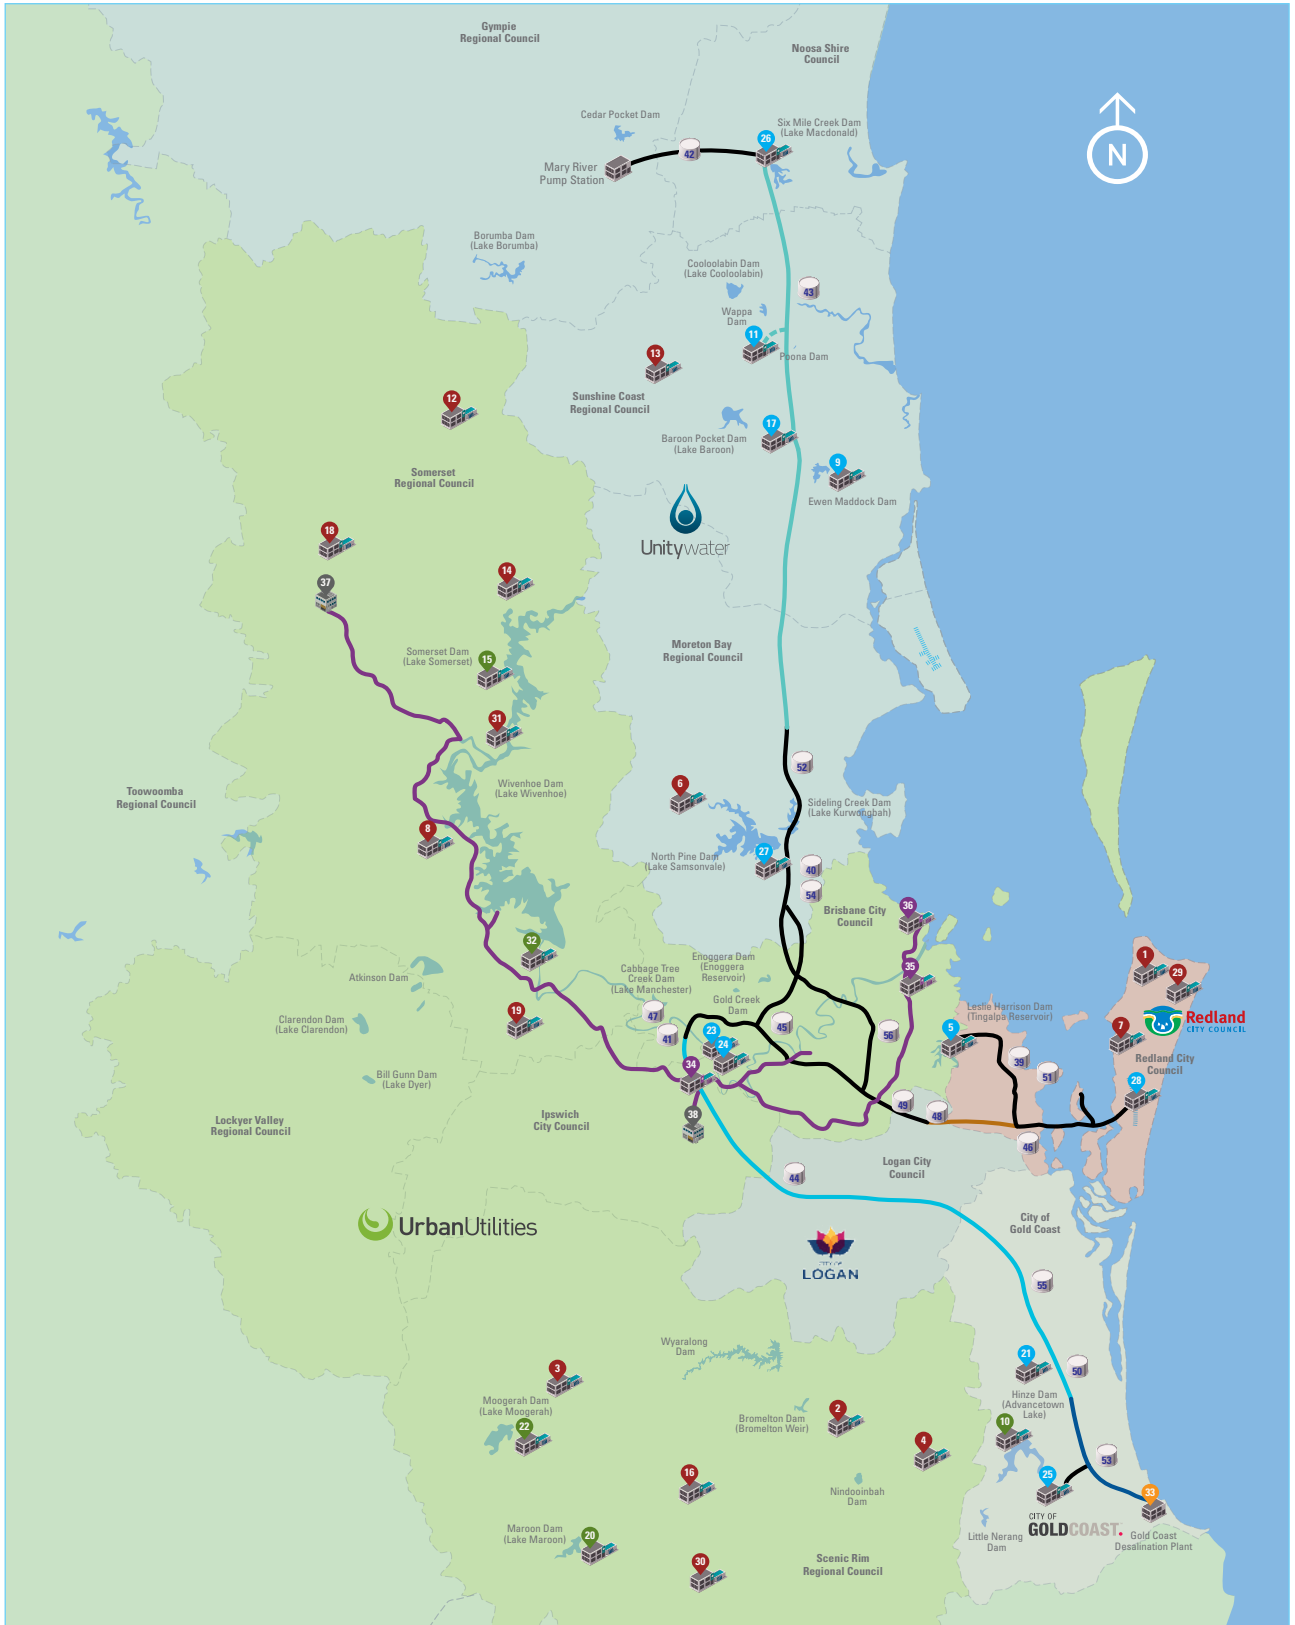 Gympie
Regional Council
Noosa Shire
Council
Cedar Pocket Dam
Six Mile Creek Dam
(Lake Macdonald)
26
42
Mary River
Pump Station
N
Borumba Dam
(Lake Borumba)
Cooloolabin Dam
(Lake Cooloolabin)
43
Wappa
Dam
11
Poona Dam
13
Sunshine Coast
Regional Council
12
17
Baroon Pocket Dam
(Lake Baroon)
9
Ewen Maddock Dam
Somerset
Regional Council
Unitywater
18
14
37
Moreton Bay
Regional Council
Somerset Dam
(Lake Somerset)
15
31
52
Wivenhoe Dam
(Lake Wivenhoe)
6
Toowoomba
Regional Council
Sideling Creek Dam
(Lake Kurwongbah)
8
North Pine Dam
(Lake Samsonvale)
27
40
54
Brisbane City
Council
36
32
Enoggera Dam
(Enoggera
Reservoir)
35
1
29
Atkinson Dam
Cabbage Tree
Creek Dam
(Lake Manchester)
Gold Creek
Dam
Leslie Harrison Dam
(Tingalpa Reservoir)
Clarendon Dam
(Lake Clarendon)
19
47
41
23
24
45
56
5
7
Redland
CITY COUNCIL
39
51
Redland City
Council
34
28
Bill Gunn Dam
(Lake Dyer)
38
49
48
46
Lockyer Valley
Regional Council
Ipswich
City Council
44
Logan City
Council
UrbanUtilities
City of
Gold Coast
CITY OF
LOGAN
55
Wyaralong
Dam
21
50
3
Hinze Dam
(Advancetown
Lake)
Moogerah Dam
(Lake Moogerah)
22
Bromelton Dam
(Bromelton Weir)
2
10
4
53
16
25
Nindooinbah
Dam
33
CITY OF
GOLDCOAST.
Little Nerang
Dam
Gold Coast
Desalination Plant
Maroon Dam
(Lake Maroon)
20
30
Scenic Rim
Regional Council